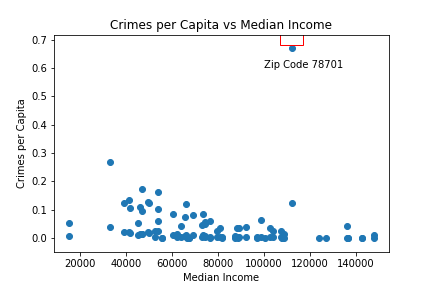 Crimes per Capita vs Median Income
0.7
0.6
0.5
0.4
0.3
0.2
0.1
0.0
Crimes per Capita
Zip Code 78701
20000 40000 60000 80000 100000 120000 140000
Median Income